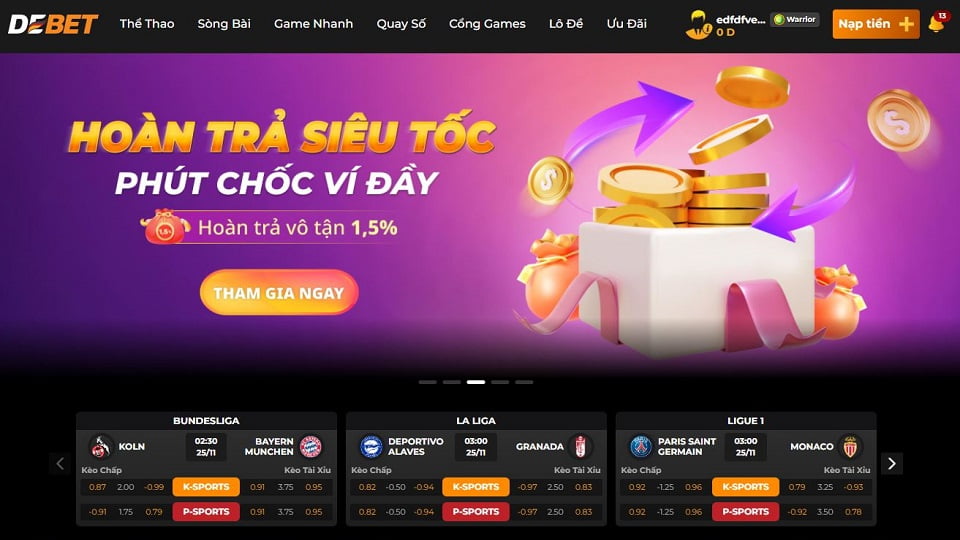 DEBET
Thể Thao Sòng Bài Game Nhanh Quay Số Cổng Games Lô Đề Ưu Đãi
edfdfve... Warrior
0 D
Nạp tiền
13
HOÀN TRẢ SIÊU TỐC
PHÚT CHỐC VÍ ĐẦY
Hoàn trả vô tận 1,5%
THAM GIA NGAY
BUNDESLIGA
KOLN
02:30
25/11
BAYERN
MUNCHEN
Kèo Chấp Kèo Tài Xỉu
0.87 2.00 -0.99 K-SPORTS 0.91 3.75 0.95
-0.91 1.75 0.79 P-SPORTS 0.91 3.75 0.95
LA LIGA
DEPORTIVO
ALAVES
03:00
25/11
GRANADA
Kèo Chấp Kèo Tài Xỉu
0.82 -0.50 -0.94 K-SPORTS -0.97 2.50 0.83
0.82 -0.50 -0.94 P-SPORTS -0.97 2.50 0.83
LIGUE 1
PARIS SAINT
GERMAIN
03:00
25/11
MONACO
Kèo Chấp Kèo Tài Xỉu
0.92 -1.25 0.96 K-SPORTS 0.79 3.25 -0.93
0.92 -1.25 0.96 P-SPORTS -0.92 3.50 0.78